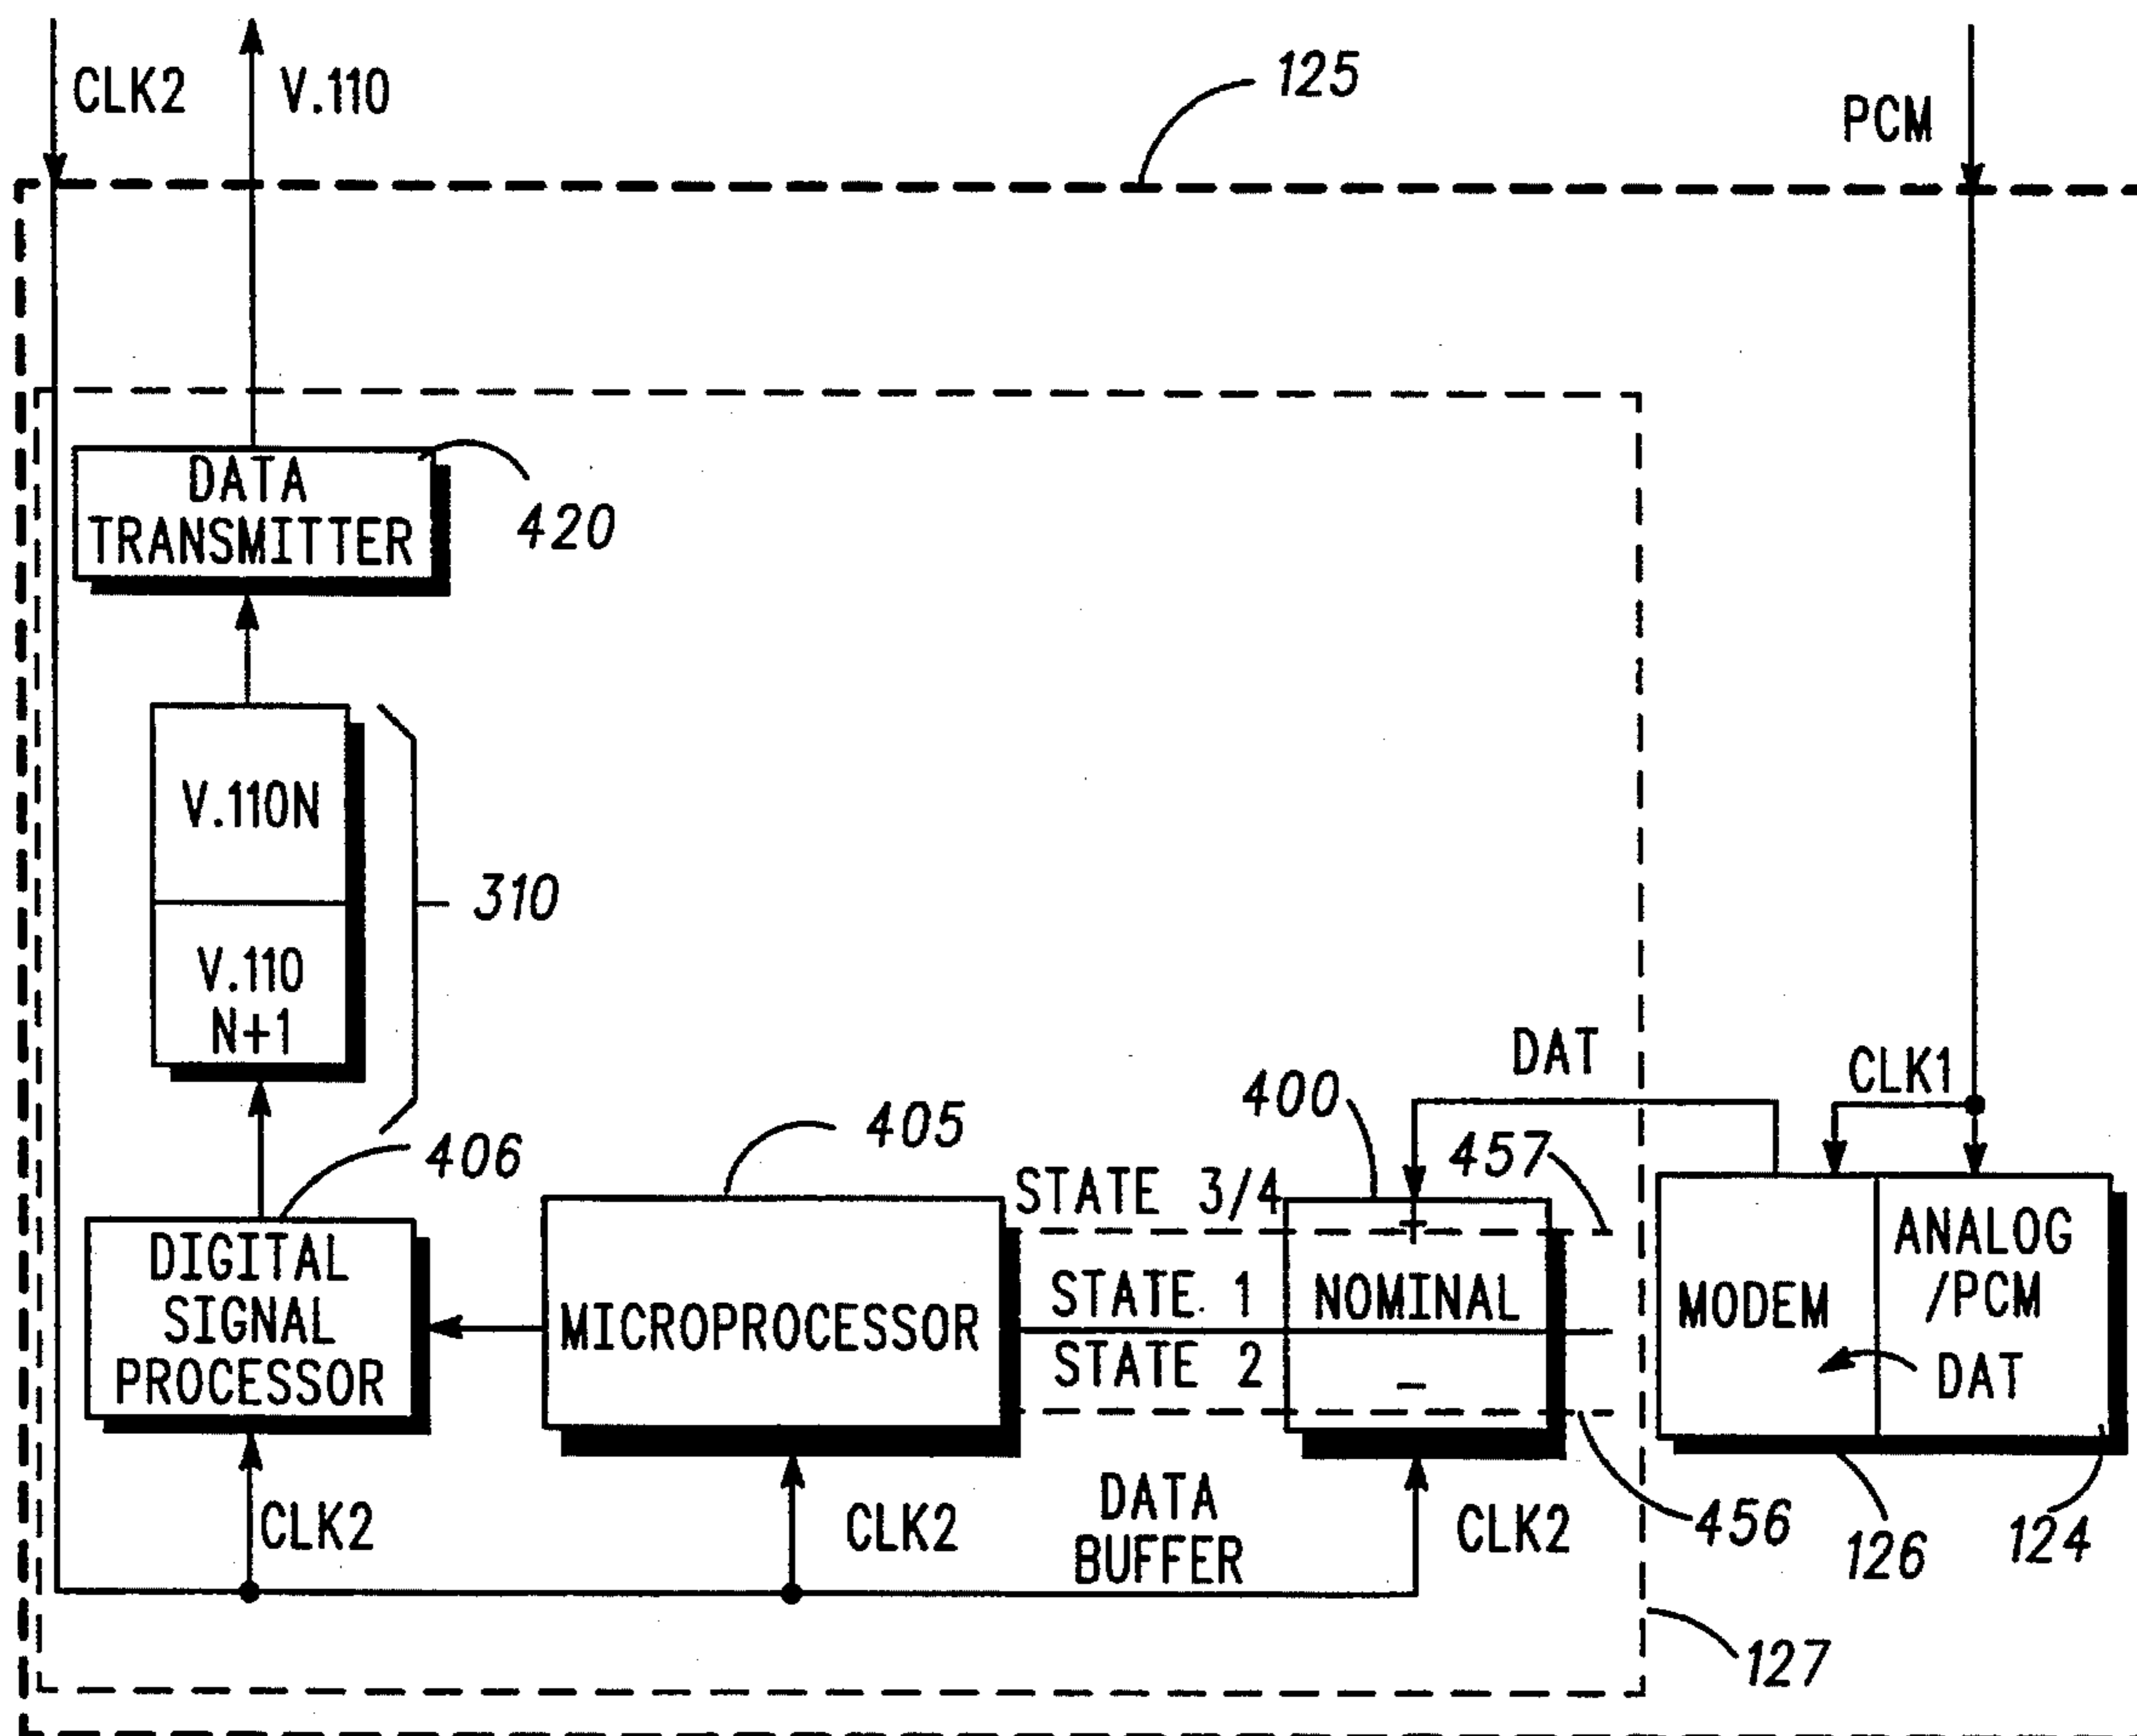 CLK2
V.110
125
PCM
DATA
TRANSMITTER
420
V.110N
310
V.110
N+1
DAT
CLK1
400
405
406
457
STATE 3/4
+
DIGITAL
SIGNAL
PROCESSOR
MICROPROCESSOR
STATE 1
NOMINAL
STATE 2
-
MODEM
ANALOG
/PCM
DAT
CLK2
CLK2
DATA
BUFFER
CLK2
456
126
124
127